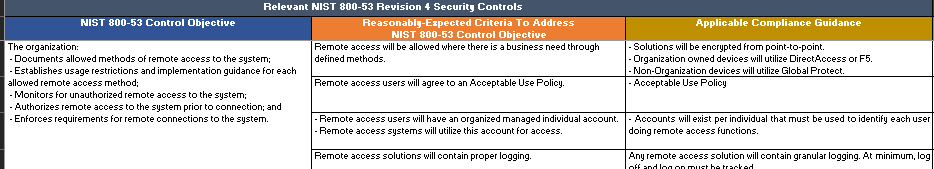 Relevant NIST 800-53 Revision 4 Security Controls
NIST 800-53 Control Objective
Reasonably-Expected Criteria To Address
NIST 800-53 Control Objective
Applicable Compliance Guidance
The organization:
- Documents allowed methods of remote access to the system;
- Establishes usage restrictions and implementation guidance for each
allowed remote access method;
- Monitors for unauthorized remote access to the system;
- Authorizes remote access to the system prior to connection; and
- Enforces requirements for remote connections to the system.
Remote access will be allowed where there is a business need through
defined methods.
- Solutions will be encrypted from point-to-point.
- Organization owned devices will utilize DirectAccess or F5.
- Non-Organization devices will utilize Global Protect.
Remote access users will agree to an Acceptable Use Policy.
- Acceptable Use Policy
- Remote access users will have an organized managed individual account.
- Remote access systems will utilize this account for access.
- Accounts will exist per individual that must be used to identify each user
doing remote access functions.
Remote access solutions will contain proper logging.
Any remote access solution will contain granular logging. At minimum, log
off and log on must be tracked.